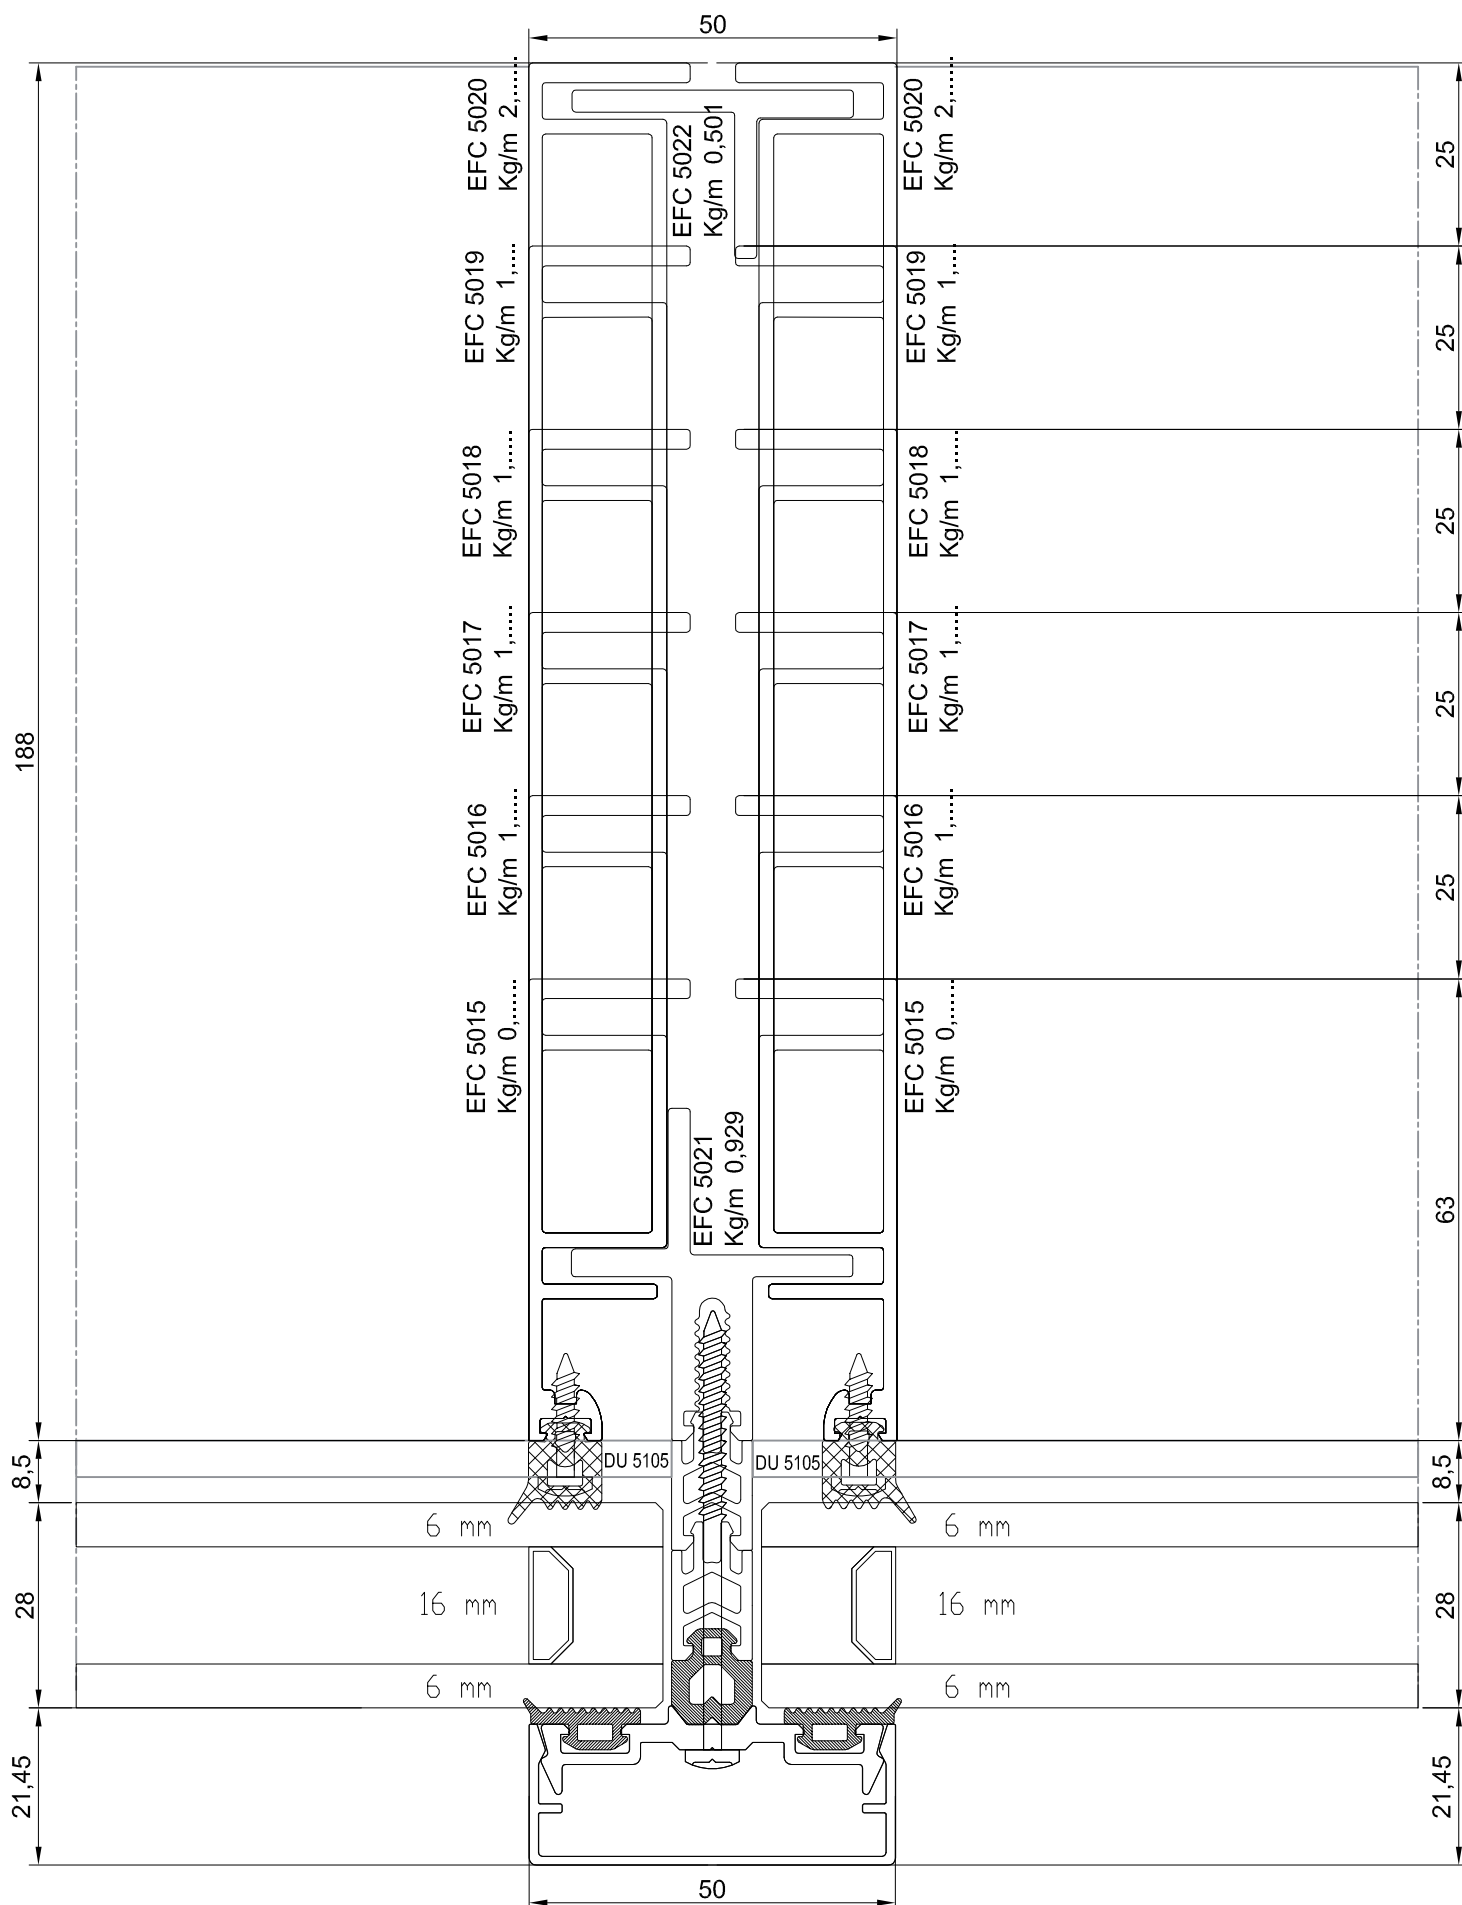 50
EFC 5020
Kg/m 2,......
EFC 5022
Kg/m 0,501
EFC 5020
Kg/m 2,......
25
EFC 5019
Kg/m 1,....
EFC 5019
Kg/m 1,....
25
EFC 5018
Kg/m 1,.....
EFC 5018
Kg/m 1,.....
25
188
EFC 5017
Kg/m 1,.....
EFC 5017
Kg/m 1,.....
25
EFC 5016
Kg/m 1,.....
EFC 5016
Kg/m 1,.....
25
EFC 5015
Kg/m 0,......
EFC 5015
Kg/m 0,......
EFC 5021
Kg/m 0,929
63
8,5
DU 5105
DU 5105
8,5
6 mm
6 mm
28
16 mm
16 mm
28
6 mm
6 mm
21,45
21,45
50